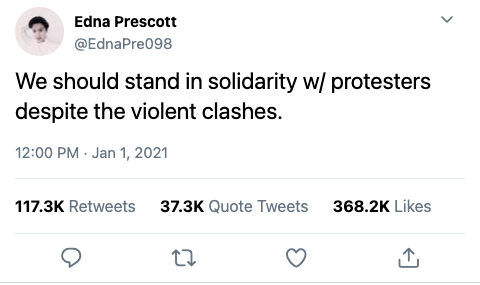 Edna Prescott
@EdnaPre098
We should stand in solidarity w/ protesters
despite the violent clashes.
12:00 PM · Jan 1, 2021
117.3K Retweets 37.3K Quote Tweets 368.2K Likes